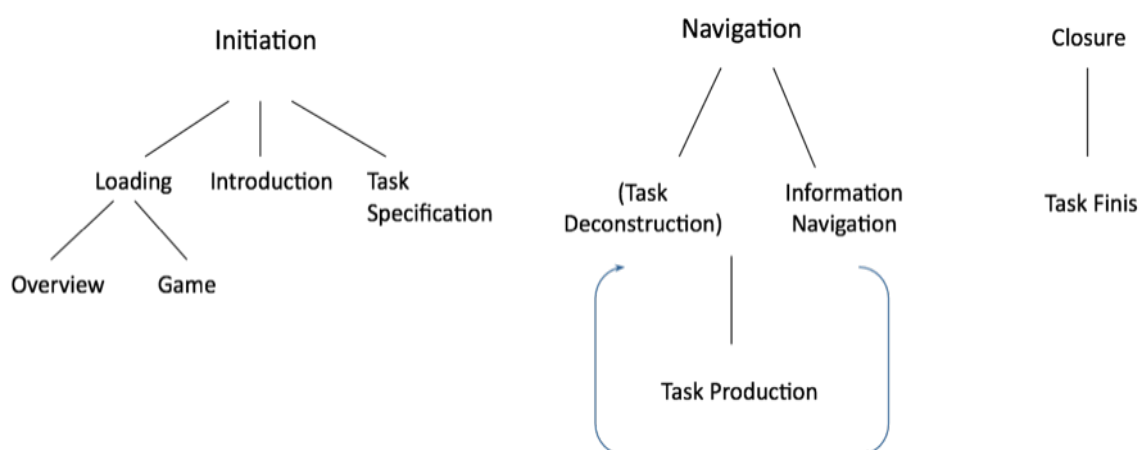 Initiation
Loading
Introduction
Task
Specification
Overview
Game
Navigation
(Task
Deconstruction)
Information
Navigation
Task Production
Closure
Task Finis